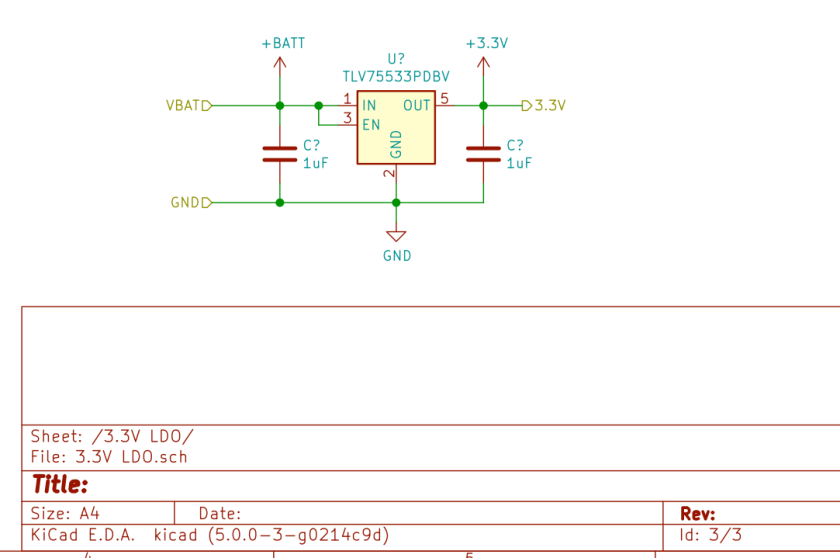 +BATT
+3.3V
U?
TLV75533PDBV
VBAT
1
IN
OUT
5
3.3V
3
EN
GND
2
C?
1uF
C?
1uF
GND
GND
Sheet: /3.3V LDO/
File: 3.3V LDO.sch
Title:
Size: A4
Date:
Rev:
KiCad E.D.A. kicad (5.0.0-3-g0214c9d)
Id: 3/3